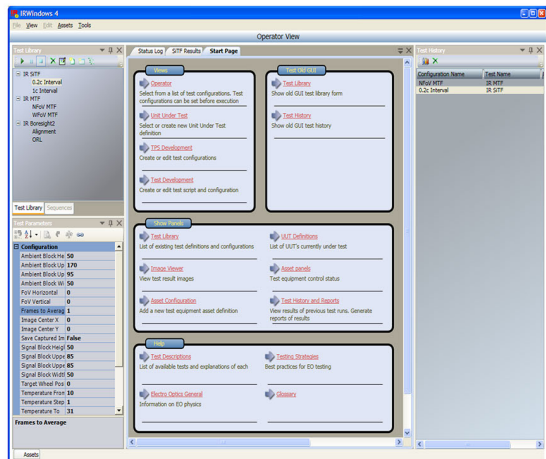 IRWindows 4
File View Edit Assets Tools
Operator View
Test Library
IR SiTF
0.2c Interval
1c Interval
IR MTF
NFoV MTF
WFoV MTF
IR Boresight2
Alignment
ORL
Test Library Sequences
Test Parameters
Configuration
Ambient Block He 50
Ambient Block Up 170
Ambient Block Up 95
Ambient Block Wi 50
FoV Horizontal 0
FoV Vertical 0
Frames to Averag 1
Image Center X 0
Image Center Y 0
Save Captured Im False
Signal Block Heigl 50
Signal Block Uppe 85
Signal Block Uppe 85
Signal Block Widtl 50
Target Wheel Pos 0
Temperature Fron 10
Temperature Step 1
Temperature To 31
Frames to Average
Assets
Status Log SiTF Results Start Page
Views
Operator
Select from a list of test configurations. Test
configurations can be set before execution
Unit Under Test
Select or create new Unit Under Test
definition
TPS Development
Create or edit test configurations
Test Development
Create or edit test script and configuration
Test Old GUI
Test Library
Show old GUI test library form
Test History
Show old GUI test history
Show Panels
Test Library
List of existing test definitions and configurations
UUT Definitions
List of UUT's currently under test
Image Viewer
View test result images
Asset panels
Test equipment control status
Asset Configuration
Add a new test equipment asset definition
Test History and Reports
View results of previous test runs. Generate
reports of results
Help
Test Descriptions
List of available tests and explanations of each
Testing Strategies
Best practices for EO testing
Electro Optics General
Information on EO physics
Glossary
Test History
Configuration Name Test Name
NFoV MTF IR MTF
0.2c Interval IR SiTF